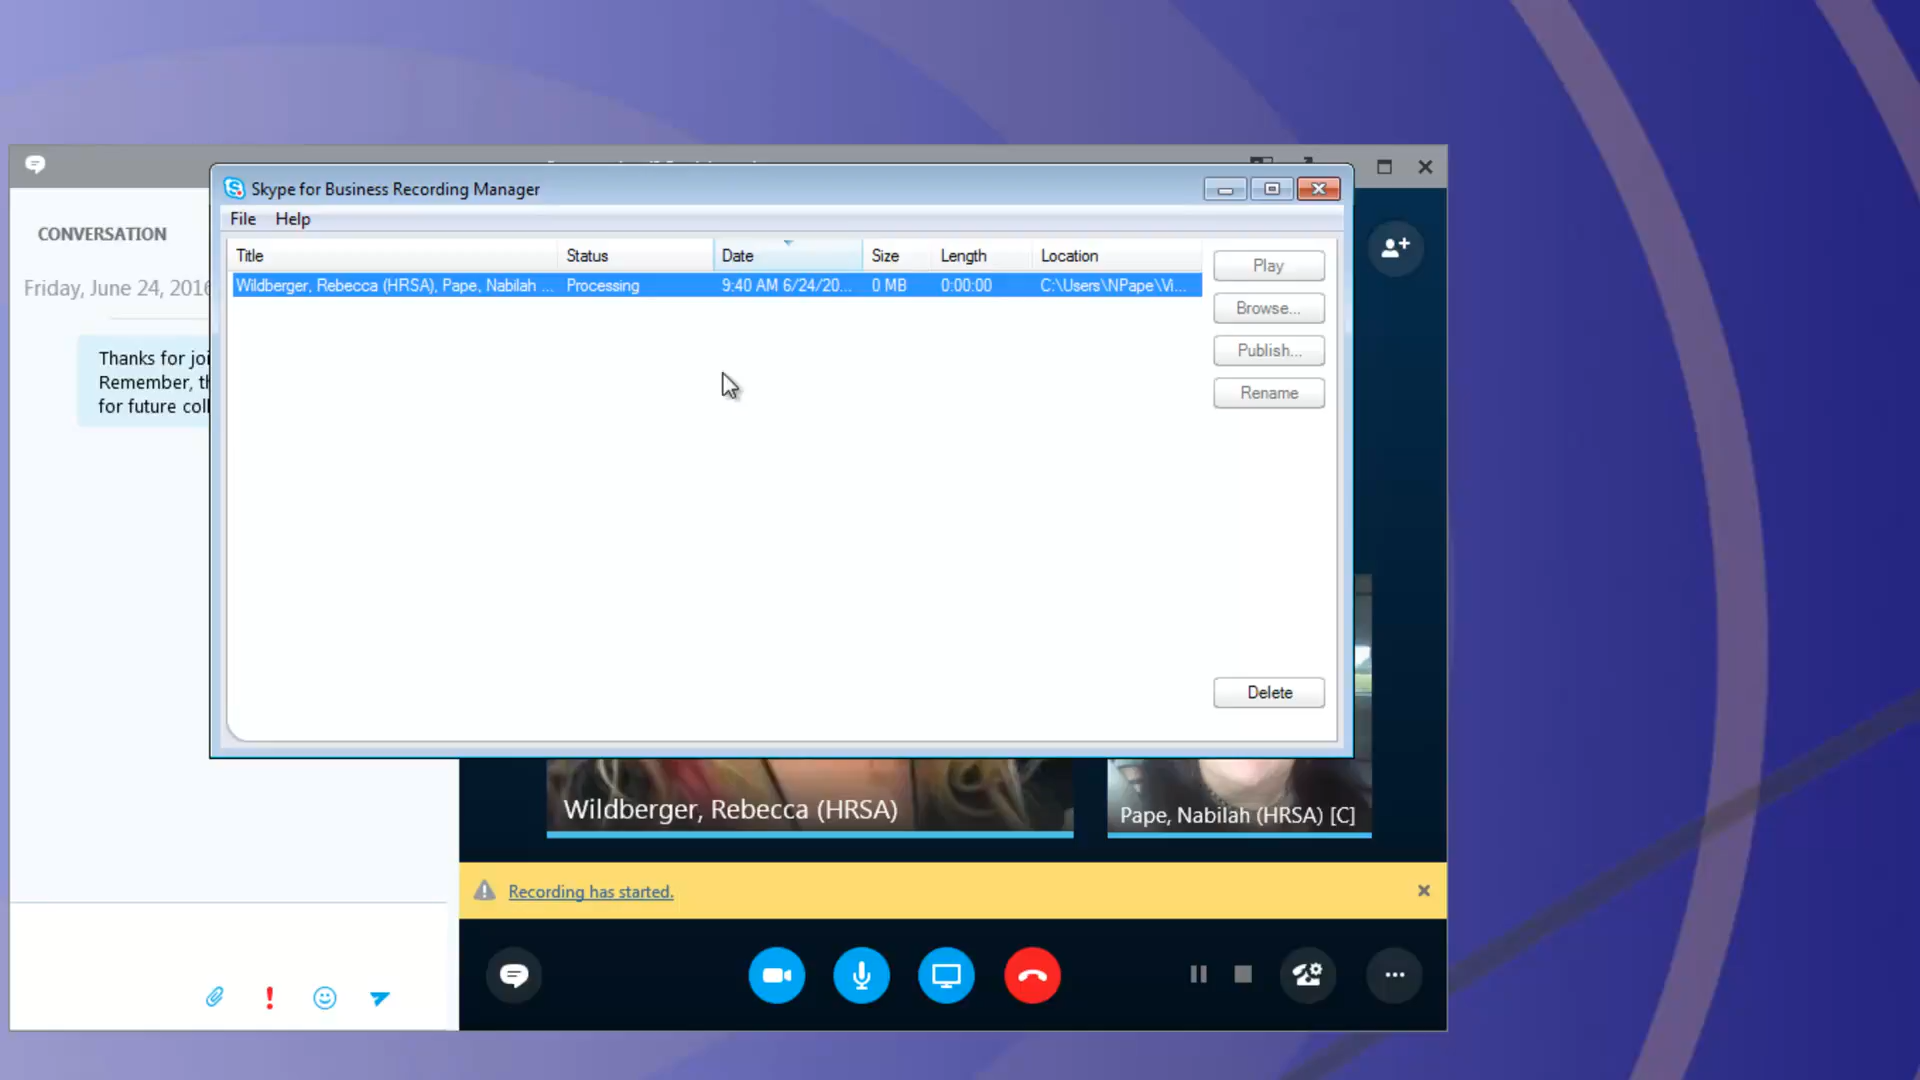 Skype for Business Recording Manager
File Help
CONVERSATION
Title Status Date Size Length Location
Play
Friday, June 24, 2016
Wildberger, Rebecca (HRSA), Pape, Nabilah ... Processing 9:40 AM 6/24/20... 0 MB 0:00:00 C:\Users\NPape\Vi...
Browse...
Publish...
Thanks for joi
Remember, th
for future coll
Rename
Delete
Wildberger, Rebecca (HRSA)
Pape, Nabilah (HRSA) [C]
Recording has started.